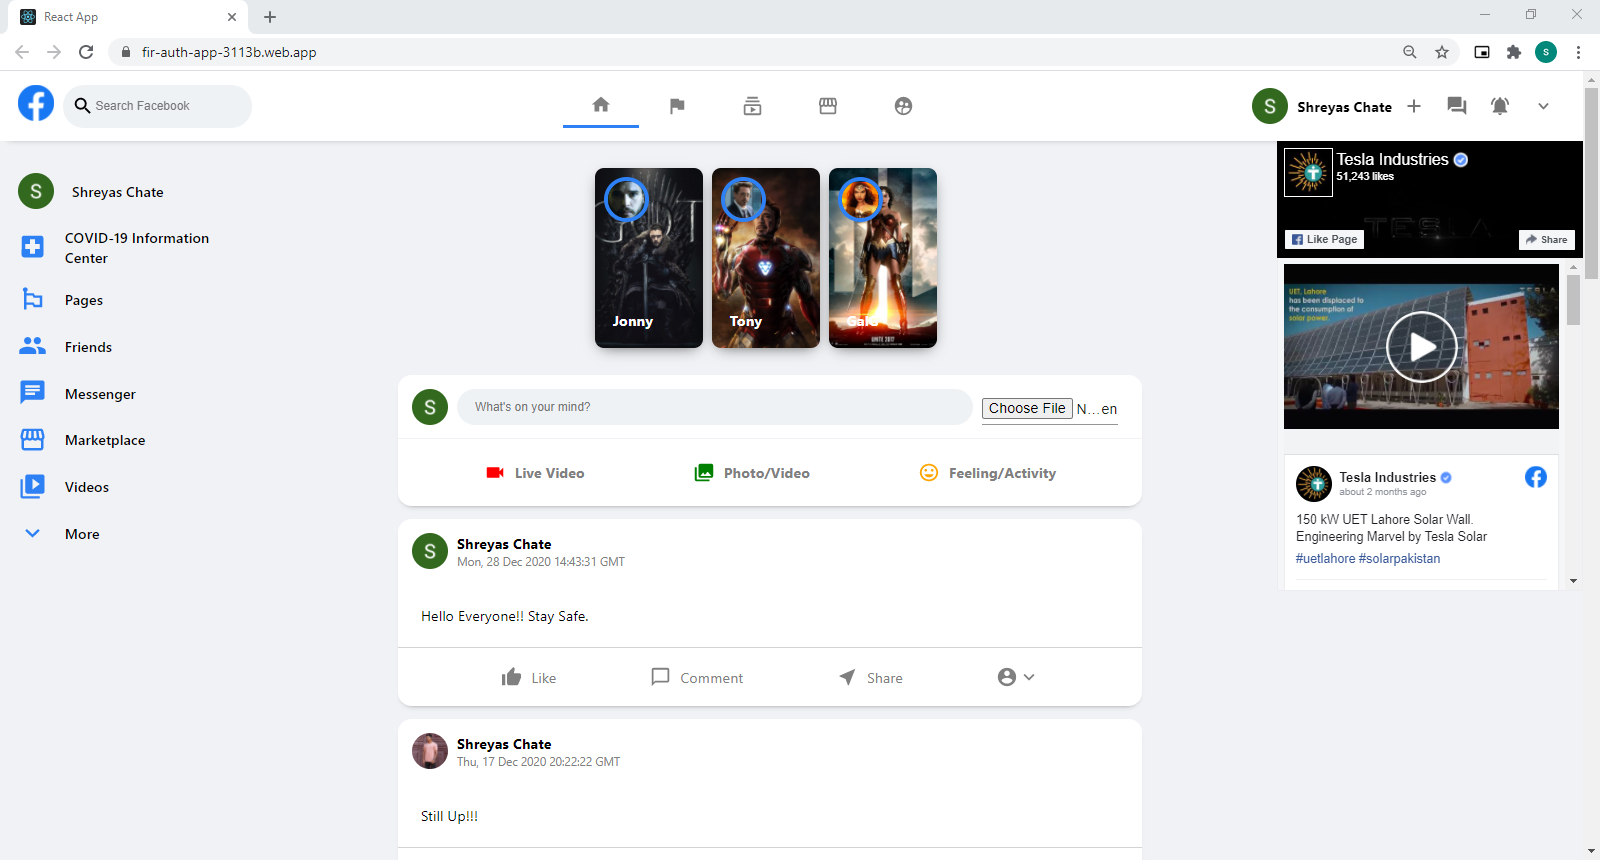 React App
fir-auth-app-3113b.web.app
S
Search Facebook
S
Shreyas Chate
S
Shreyas Chate
COVID-19 Information
Center
Pages
Friends
Messenger
Marketplace
Videos
More
Jonny
Tony
Gald
UNITE 2017
S
What's on your mind?
Choose File N...en
Live Video
Photo/Video
Feeling/Activity
S
Shreyas Chate
Mon, 28 Dec 2020 14:43:31 GMT
Hello Everyone!! Stay Safe.
Like
Comment
Share
Shreyas Chate
Thu, 17 Dec 2020 20:22:22 GMT
Still Up!!!
Tesla Industries
51,243 likes
TESLA
Like Page
Share
UET, Lahore
has been displaced to
the consumption of
solar power.
TESLA
Tesla Industries
about 2 months ago
150 kW UET Lahore Solar Wall.
Engineering Marvel by Tesla Solar
#uetlahore #solarpakistan